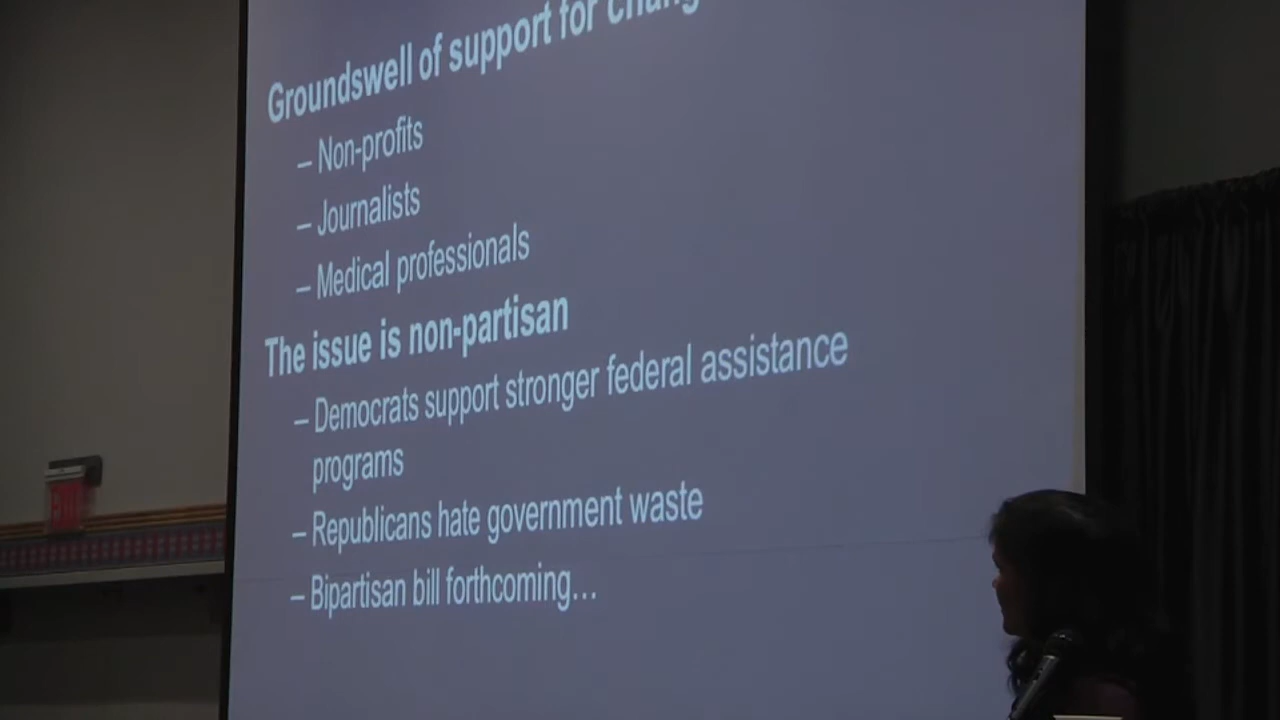 Groundswell of support for
– Non-profits
– Journalists
– Medical professionals
The issue is non-partisan
– Democrats support stronger federal assistance
programs
– Republicans hate government waste
– Bipartisan bill forthcoming...